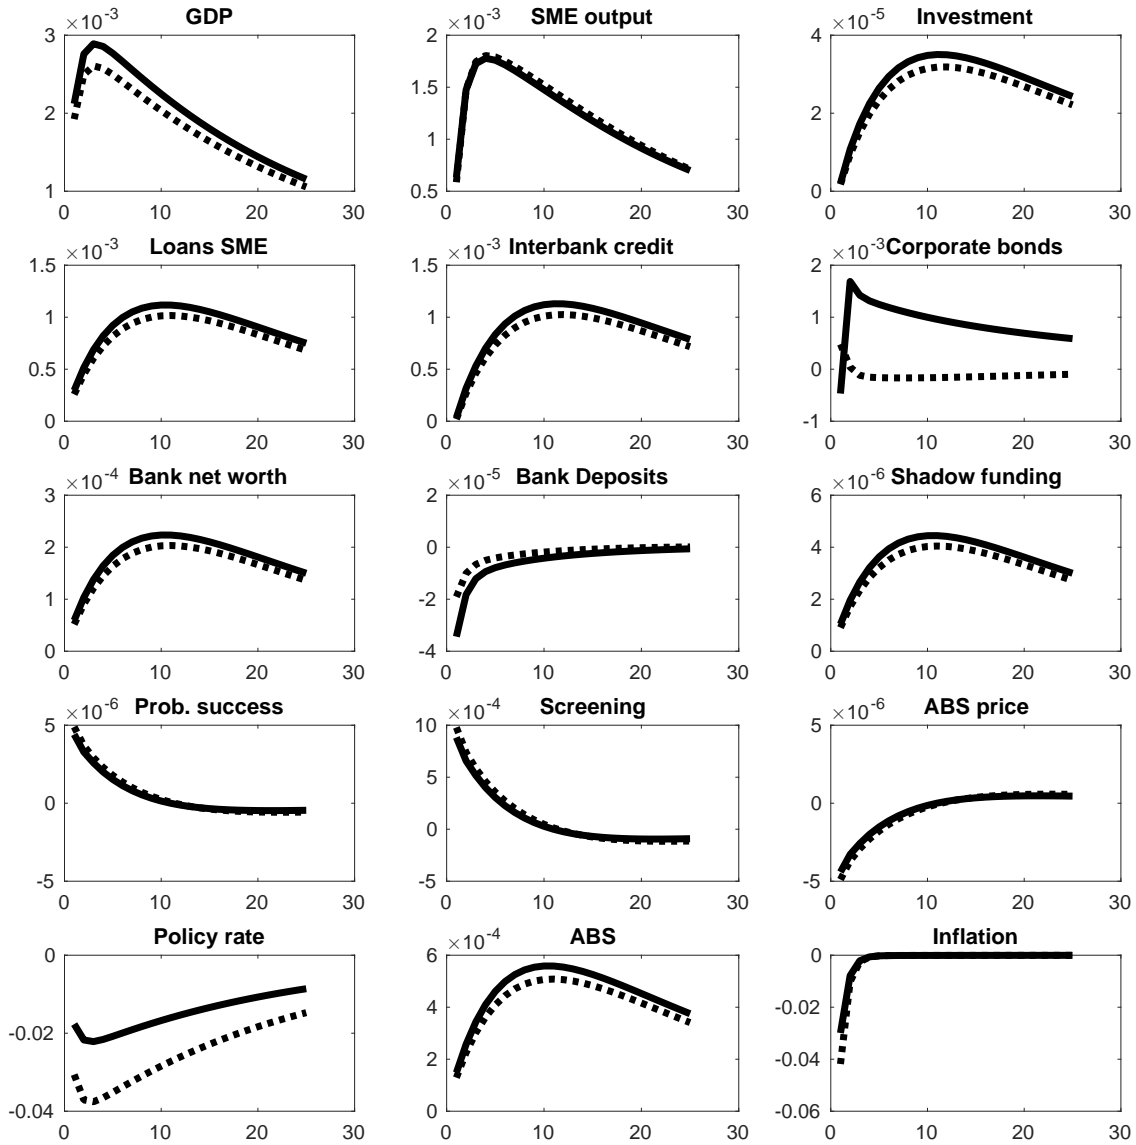 GDP SME output Investment
×10-3 ×10-3 ×10-5
3 2 4
1.5
2 2
1
1 0.5 0
0 10 20 30 0 10 20 30 0 10 20 30
Loans SME Interbank credit Corporate bonds
×10-3 ×10-3 ×10-3
1.5 1.5 2
1 1 1
0.5 0.5 0
0 0 -1
0 10 20 30 0 10 20 30 0 10 20 30
Bank net worth Bank Deposits Shadow funding
×10-4 ×10-5 ×10-6
3 2 6
2 0 4
1 -2 2
0 -4 0
0 10 20 30 0 10 20 30 0 10 20 30
Prob. success Screening ABS price
×10-6 ×10-4 ×10-6
5 10 5
5
0 0 0
-5 -5 -5
0 10 20 30 0 10 20 30 0 10 20 30
Policy rate ABS Inflation
×10-4
0 6 0
4 -0.02
-0.02
2 -0.04
-0.04 0 -0.06
0 10 20 30 0 10 20 30 0 10 20 30